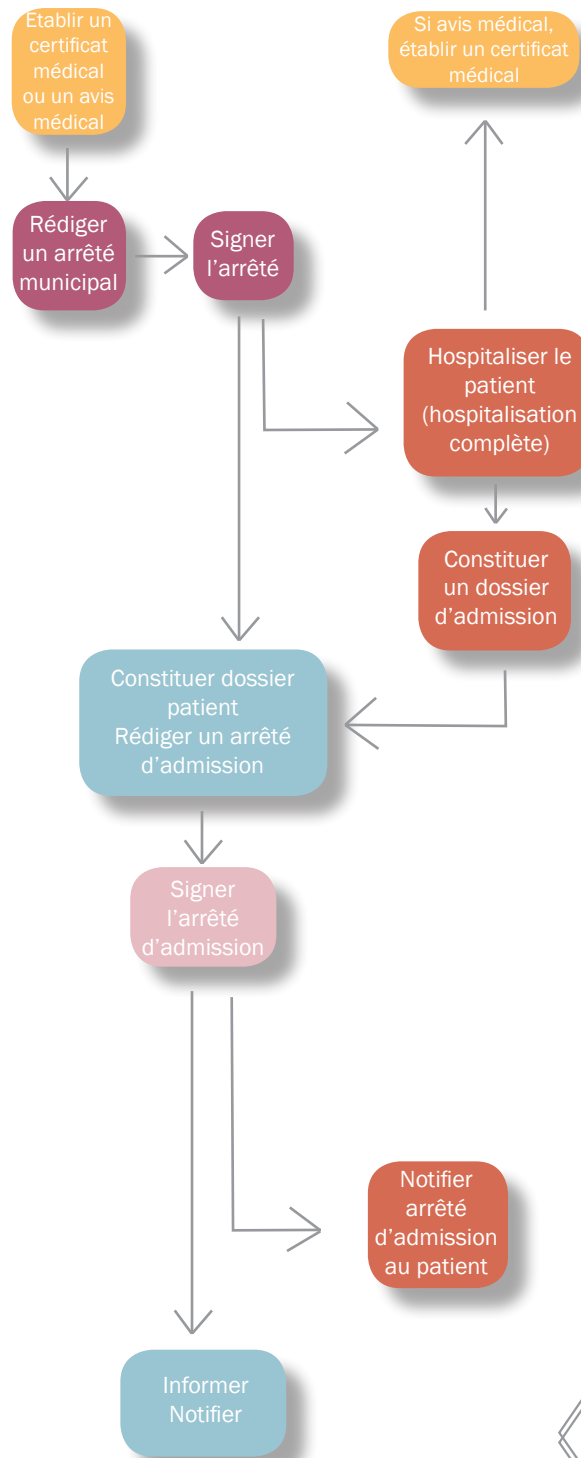 Etablir un
certificat
médical
ou un avis
médical
Si avis médical,
établir un certificat
médical
Rédiger
un arrêté
municipal
Signer
l'arrêté
Hospitaliser le
patient
(hospitalisation
complète)
Constituer
un dossier
d'admission
Constituer dossier
patient
Rédiger un arrêté
d'admission
Signer
l'arrêté
d'admission
Notifier
arrêté
d'admission
au patient
Informer
Notifier